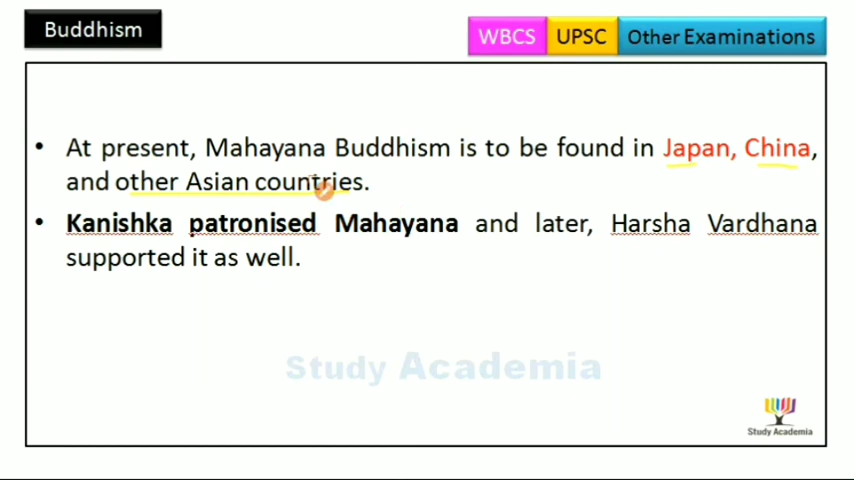 Buddhism
WBCS UPSC Other Examinations
• At present, Mahayana Buddhism is to be found in Japan, China,
and other Asian countries.
• Kanishka patronised Mahayana and later, Harsha Vardhana
supported it as well.
Study Academia
Study Academia